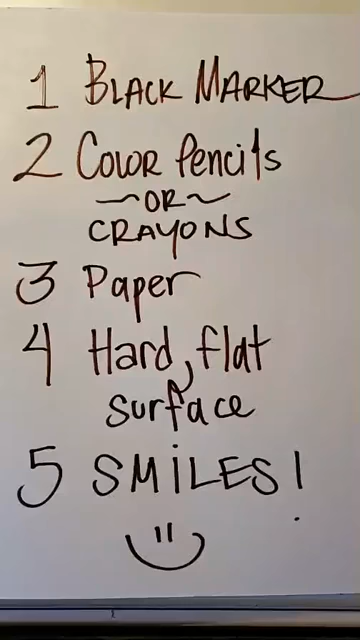 1 BLACK MARKER
2 COLOR Pencils
~OR~
CRAYONS
3 Paper
4 Hard, flat
surface
5 SMiLES!